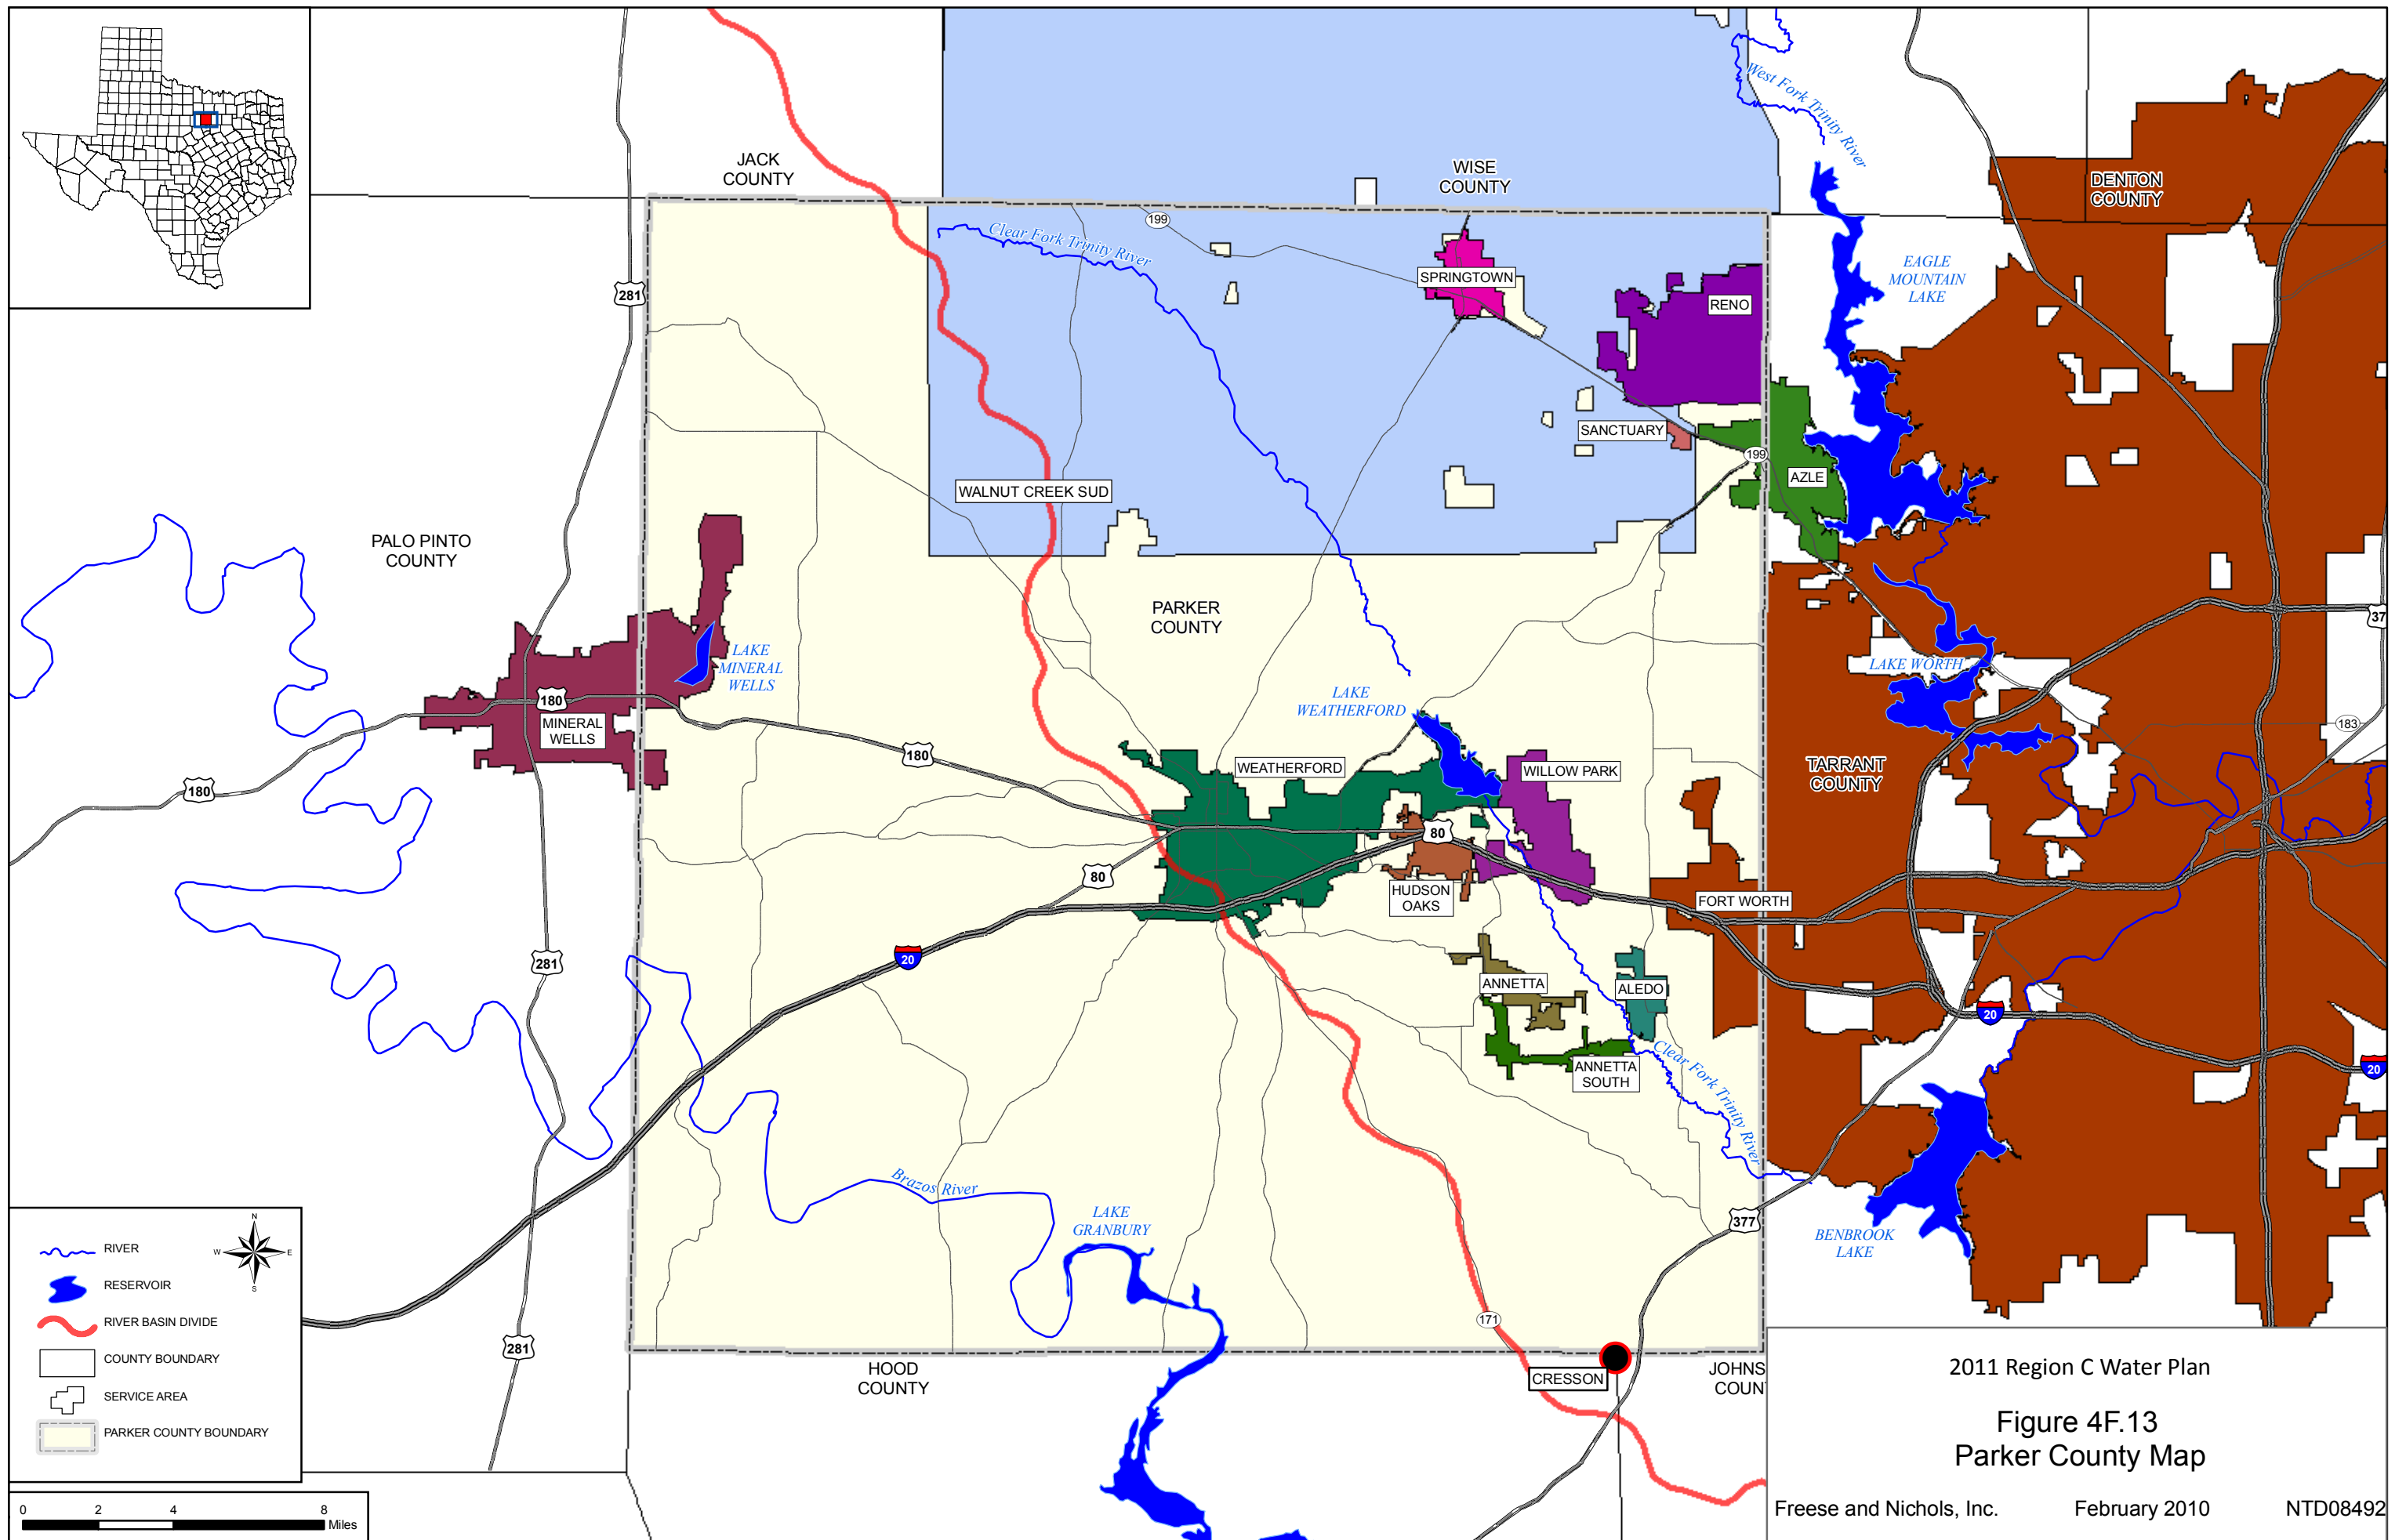 West Fork Trinity River
JACK
COUNTY
WISE
COUNTY
DENTON
COUNTY
199
Clear Fork Trinity River
281
SPRINGTOWN
EAGLE
MOUNTAIN
LAKE
RENO
SANCTUARY
199
AZLE
WALNUT CREEK SUD
PALO PINTO
COUNTY
PARKER
COUNTY
377
LAKE
MINERAL
WELLS
LAKE WORTH
180
MINERAL
WELLS
LAKE
WEATHERFORD
183
180
WEATHERFORD
WILLOW PARK
TARRANT
COUNTY
180
80
80
HUDSON
OAKS
FORT WORTH
20
281
ANNETTA
ALEDO
20
ANNETTA
SOUTH
Clear Fork Trinity River
20
Brazos River
LAKE
GRANBURY
377
BENBROOK
LAKE
171
281
HOOD
COUNTY
CRESSON
JOHNS
COUN
N
W
E
S
RIVER
RESERVOIR
RIVER BASIN DIVIDE
COUNTY BOUNDARY
SERVICE AREA
PARKER COUNTY BOUNDARY
0 2 4 8
Miles
2011 Region C Water Plan
Figure 4F.13
Parker County Map
Freese and Nichols, Inc. February 2010 NTD08492